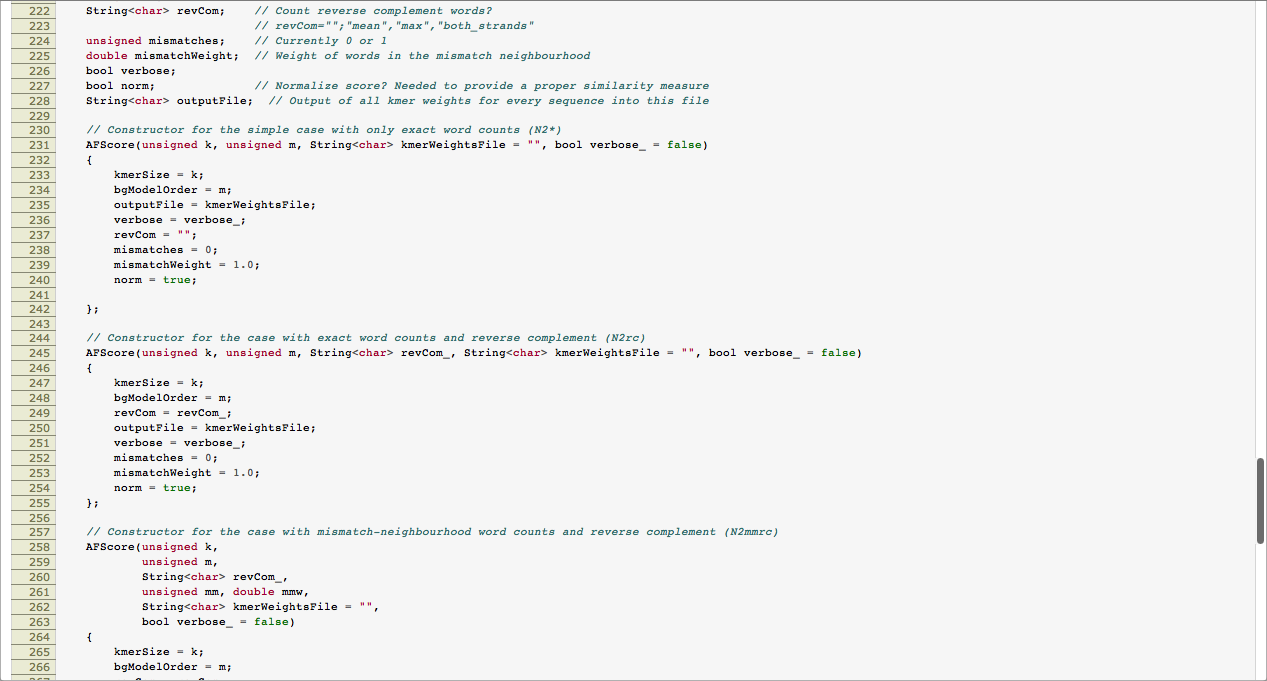 222 String<char> revCom; // Count reverse complement words?
223 // revCom="";"mean","max","both_strands"
224 unsigned mismatches; // Currently 0 or 1
225 double mismatchWeight; // Weight of words in the mismatch neighbourhood
226 bool verbose;
227 bool norm; // Normalize score? Needed to provide a proper similarity measure
228 String<char> outputFile; // Output of all kmer weights for every sequence into this file
229
230 // Constructor for the simple case with only exact word counts (N2*)
231 AFScore(unsigned k, unsigned m, String<char> kmerWeightsFile = "", bool verbose_ = false)
232 {
233 kmerSize = k;
234 bgModelOrder = m;
235 outputFile = kmerWeightsFile;
236 verbose = verbose_;
237 revCom = "";
238 mismatches = 0;
239 mismatchWeight = 1.0;
240 norm = true;
241
242 };
243
244 // Constructor for the case with exact word counts and reverse complement (N2rc)
245 AFScore(unsigned k, unsigned m, String<char> revCom_, String<char> kmerWeightsFile = "", bool verbose_ = false)
246 {
247 kmerSize = k;
248 bgModelOrder = m;
249 revCom = revCom_;
250 outputFile = kmerWeightsFile;
251 verbose = verbose_;
252 mismatches = 0;
253 mismatchWeight = 1.0;
254 norm = true;
255 };
256
257 // Constructor for the case with mismatch-neighbourhood word counts and reverse complement (N2mmrc)
258 AFScore(unsigned k,
259 unsigned m,
260 String<char> revCom_,
261 unsigned mm, double mmw,
262 String<char> kmerWeightsFile = "",
263 bool verbose_ = false)
264 {
265 kmerSize = k;
266 bgModelOrder = m;